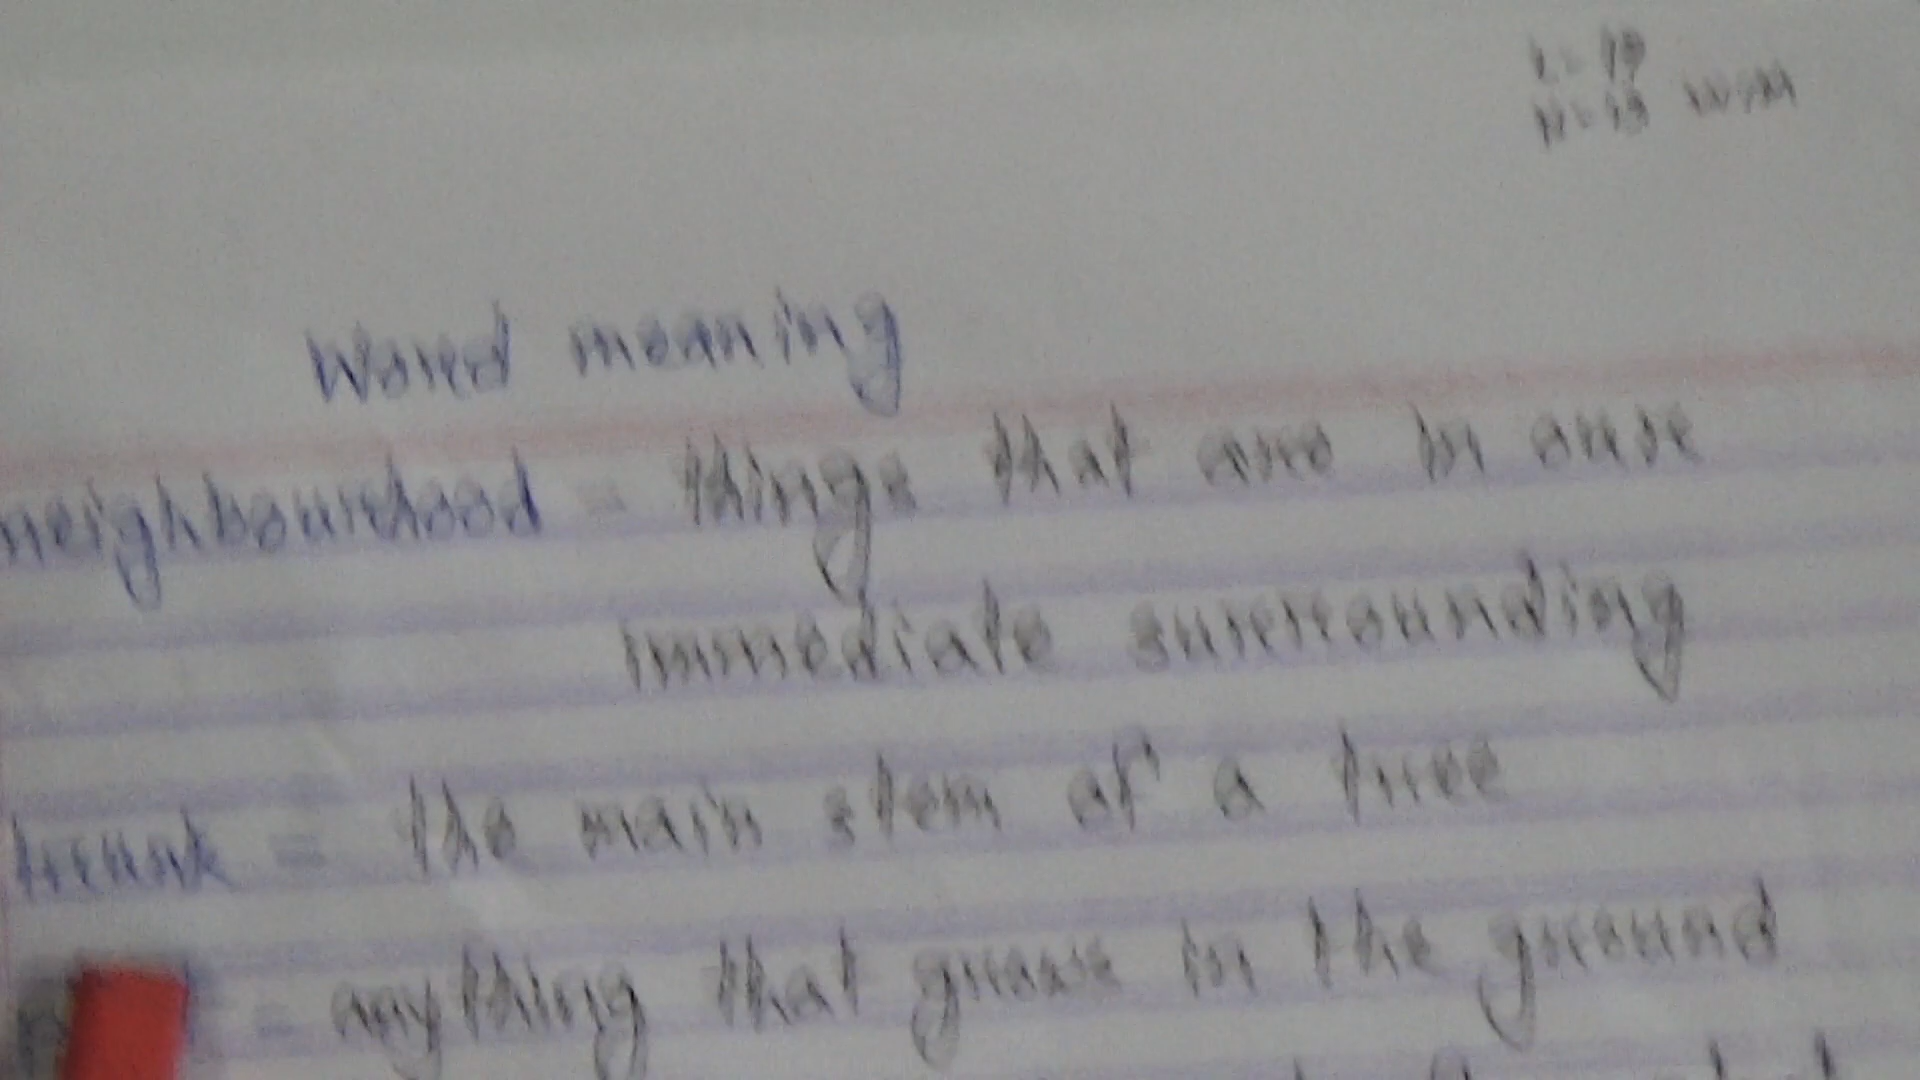 Word meaning
neighbourhood = things that are in our
immediate surrounding
trunk = the main stem of a tree
= anything that grows in the ground